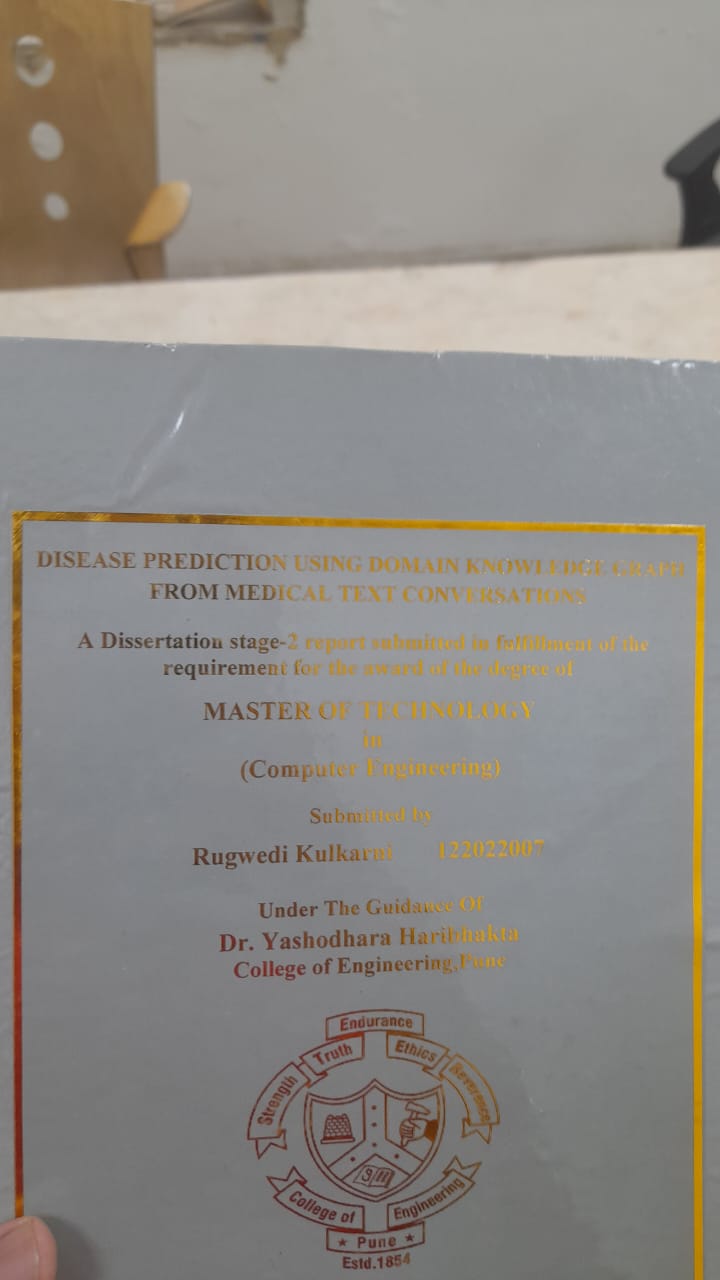 DISEASE PREDICTION USING DOMAIN KNOWLEDGE GRAPH
FROM MEDICAL TEXT CONVERSATIONS
A Dissertation stage-2 report submitted in fulfillment of the
requirement for the award of the degree of
MASTER OF TECHNOLOGY
in
(Computer Engineering)
Submitted by
Rugwedi Kulkarni 122022007
Under The Guidance Of
Dr. Yashodhara Haribhakta
College of Engineering,Pune
Endurance
Truth Ethics
Strength Reverence
College of Engineering
★ Pune ★
Estd.1854